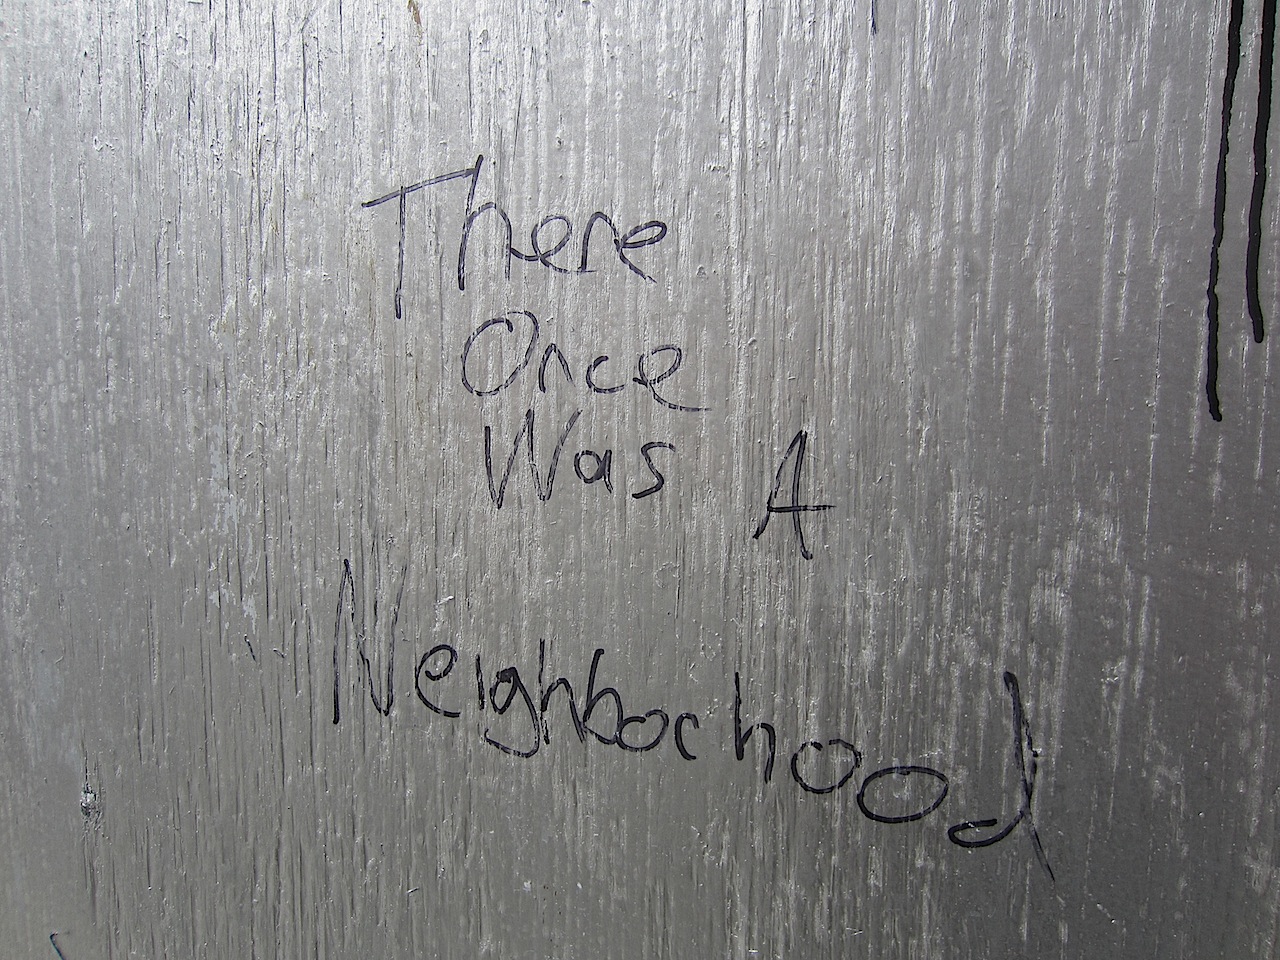 There
Once
Was A
Neighborhood